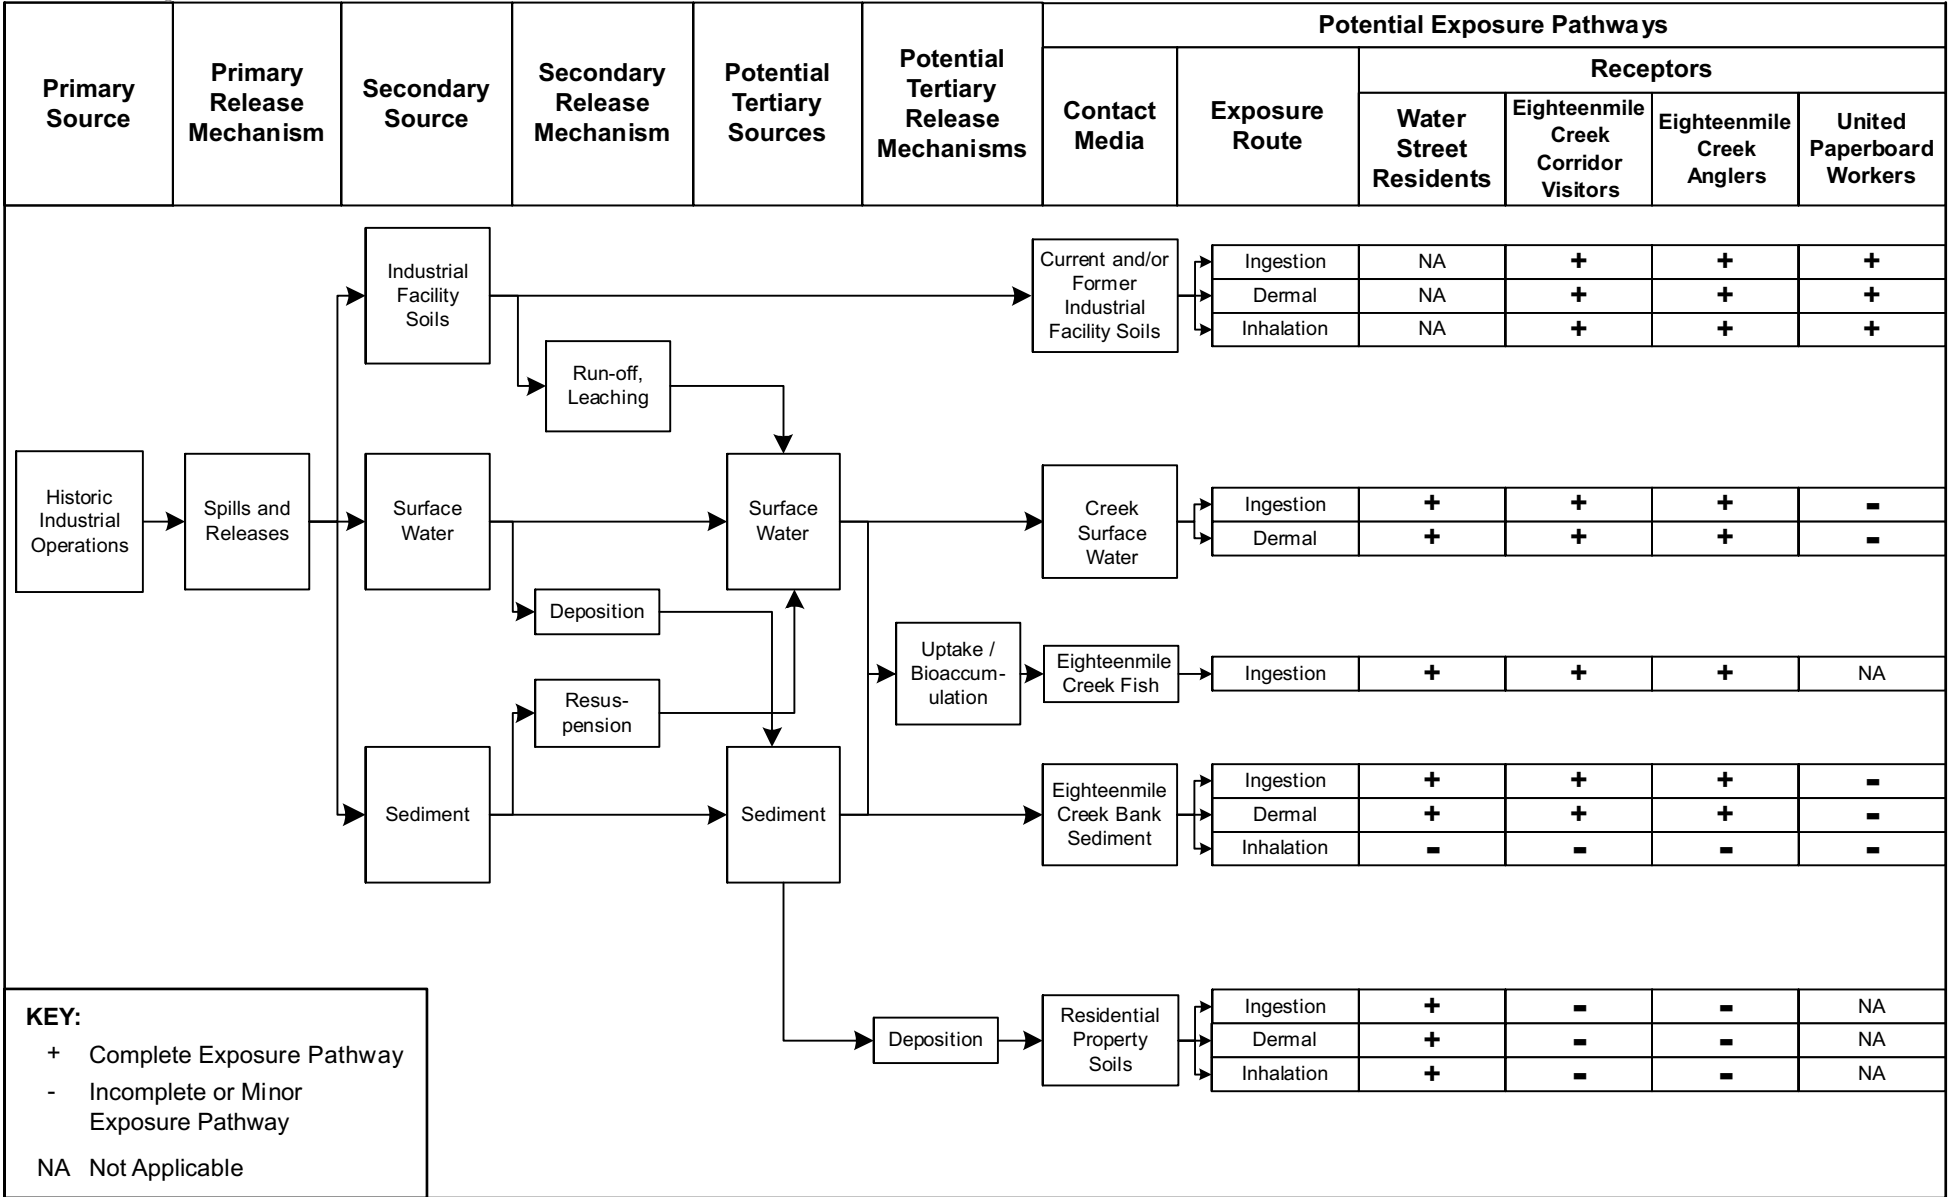 Potential Exposure Pathways
Primary
Source
Primary
Release
Mechanism
Secondary
Source
Secondary
Release
Mechanism
Potential
Tertiary
Sources
Potential
Tertiary
Release
Mechanisms
Contact
Media
Exposure
Route
Receptors
Water
Street
Residents
Eighteenmile
Creek
Corridor
Visitors
Eighteenmile
Creek
Anglers
United
Paperboard
Workers
Historic
Industrial
Operations
Spills and
Releases
Industrial
Facility
Soils
Run-off,
Leaching
Current and/or
Former
Industrial
Facility Soils
Ingestion NA + + +
Dermal NA + + +
Inhalation NA + + +
Surface
Water
Surface
Water
Creek
Surface
Water
Ingestion + + + -
Dermal + + + -
Deposition
Resus-
pension
Uptake /
Bioaccum-
ulation
Eighteenmile
Creek Fish
Ingestion + + + NA
Sediment
Sediment
Eighteenmile
Creek Bank
Sediment
Ingestion + + + -
Dermal + + + -
Inhalation - - - -
Deposition
Residential
Property
Soils
Ingestion + - - NA
Dermal + - - NA
Inhalation + - - NA
KEY:
+ Complete Exposure Pathway
- Incomplete or Minor
Exposure Pathway
NA Not Applicable